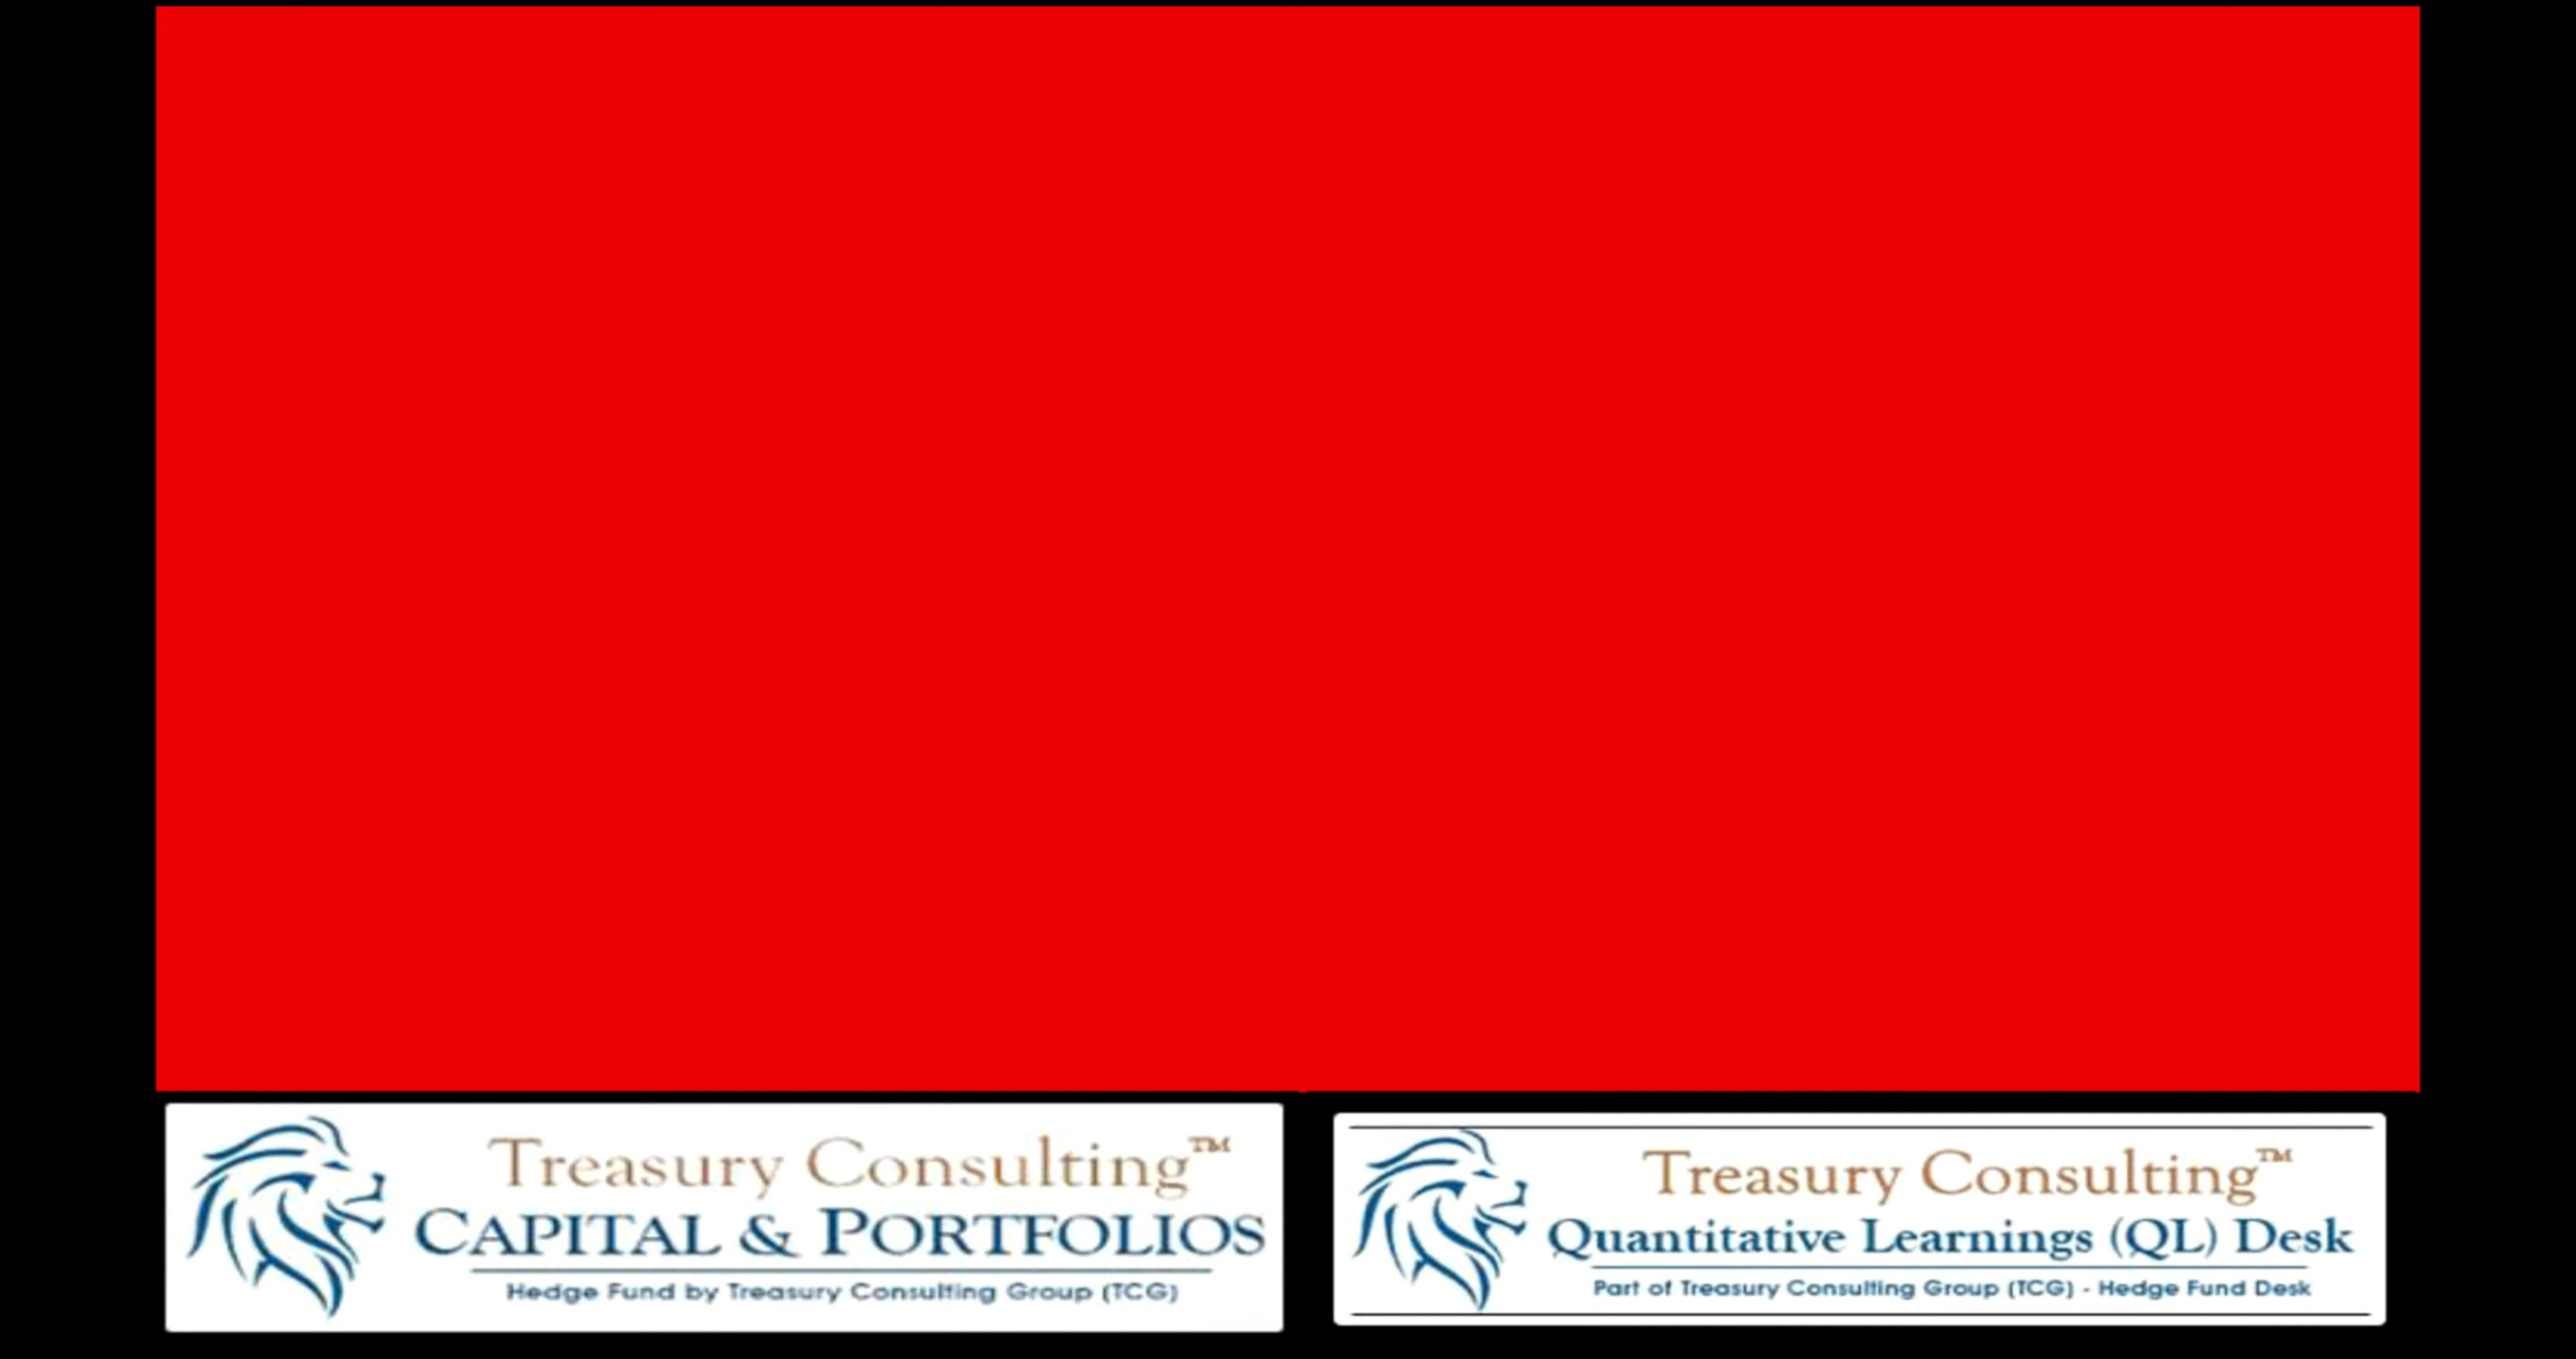 Treasury Consulting™
CAPITAL & PORTFOLIOS
Hedge Fund by Treasury Consulting Group (TCG)
Treasury Consulting™
Quantitative Learnings (QL) Desk
Part of Treasury Consulting Group (TCG) - Hedge Fund Desk